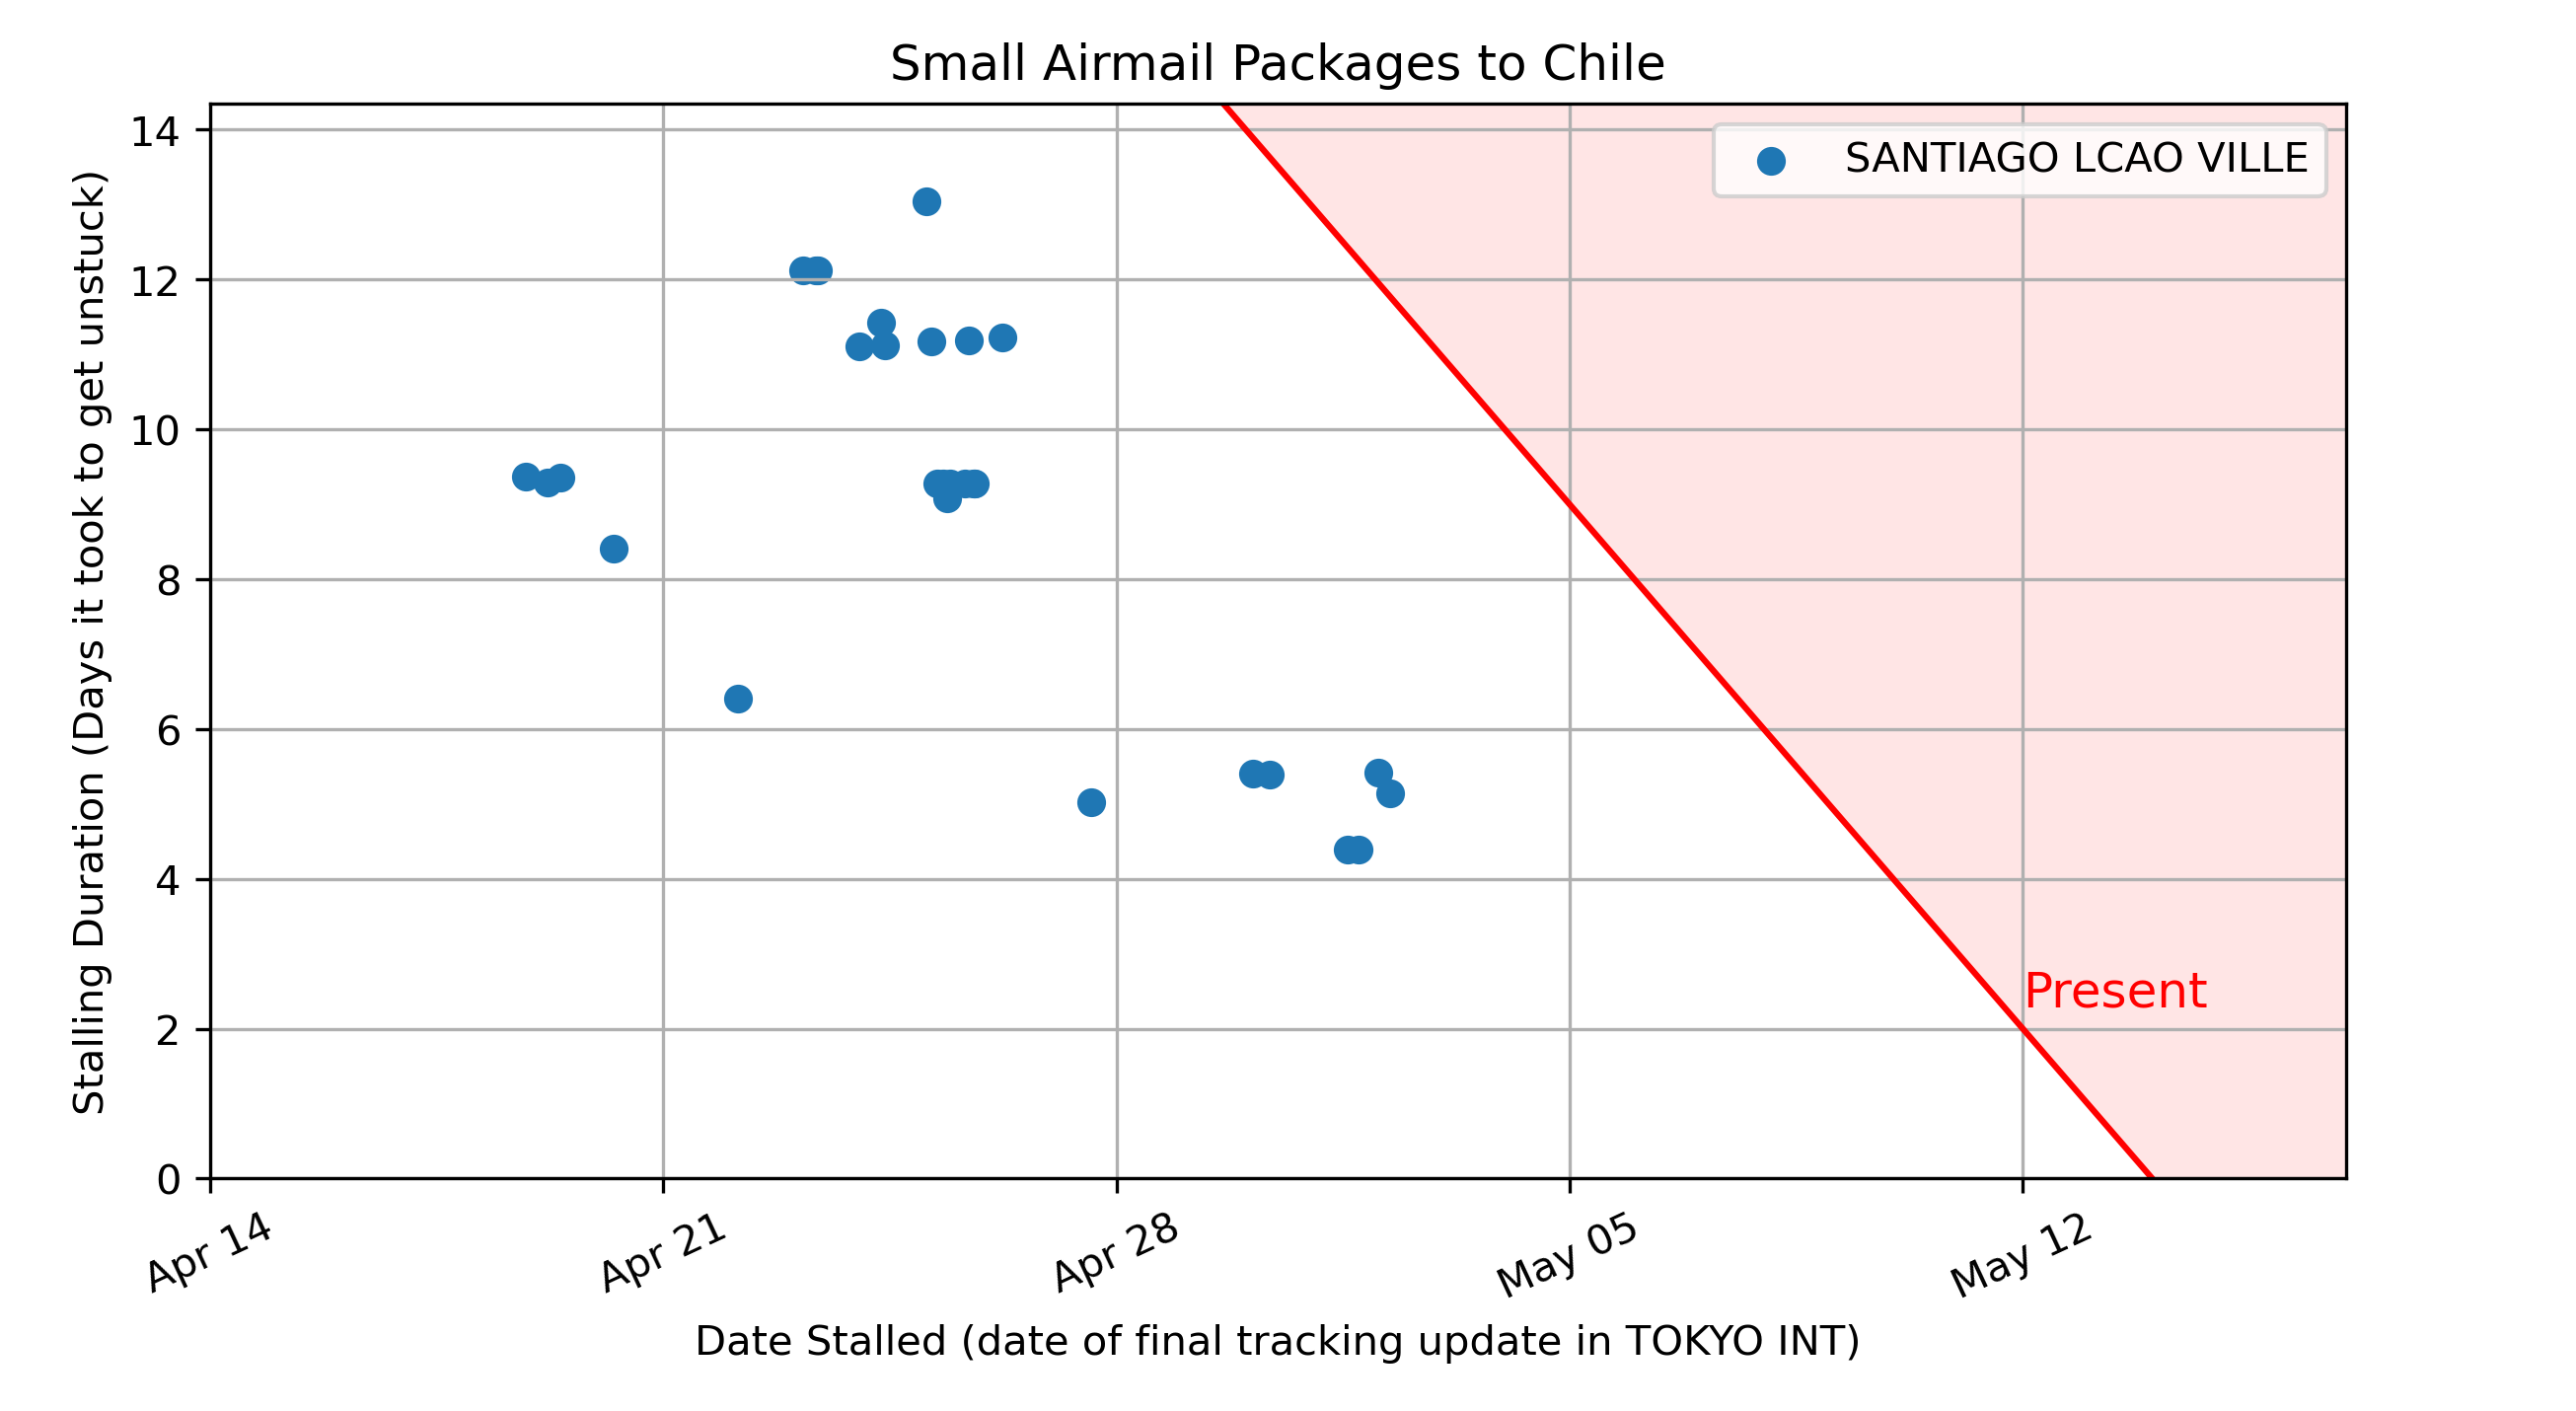 Small Airmail Packages to Chile
SANTIAGO LCAO VILLE
Stalling Duration (Days it took to get unstuck)
14
12
10
8
6
4
2
0
Present
Apr 14
Apr 21
Apr 28
May 05
May 12
Date Stalled (date of final tracking update in TOKYO INT)